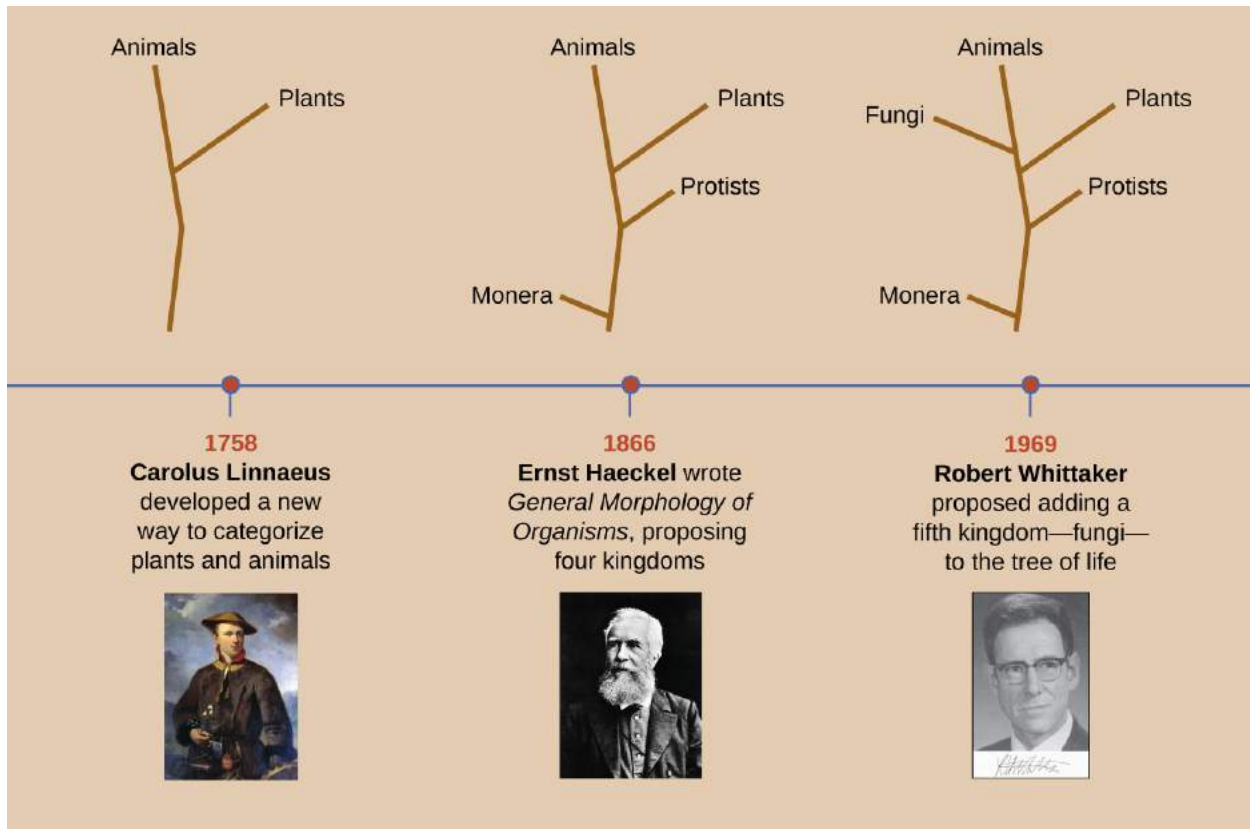 Animals
Plants
Animals
Plants
Protists
Monera
Animals
Fungi
Plants
Protists
Monera
1758
Carolus Linnaeus
developed a new
way to categorize
plants and animals
1866
Ernst Haeckel wrote
General Morphology of
Organisms, proposing
four kingdoms
1969
Robert Whittaker
proposed adding a
fifth kingdom—fungi—
to the tree of life